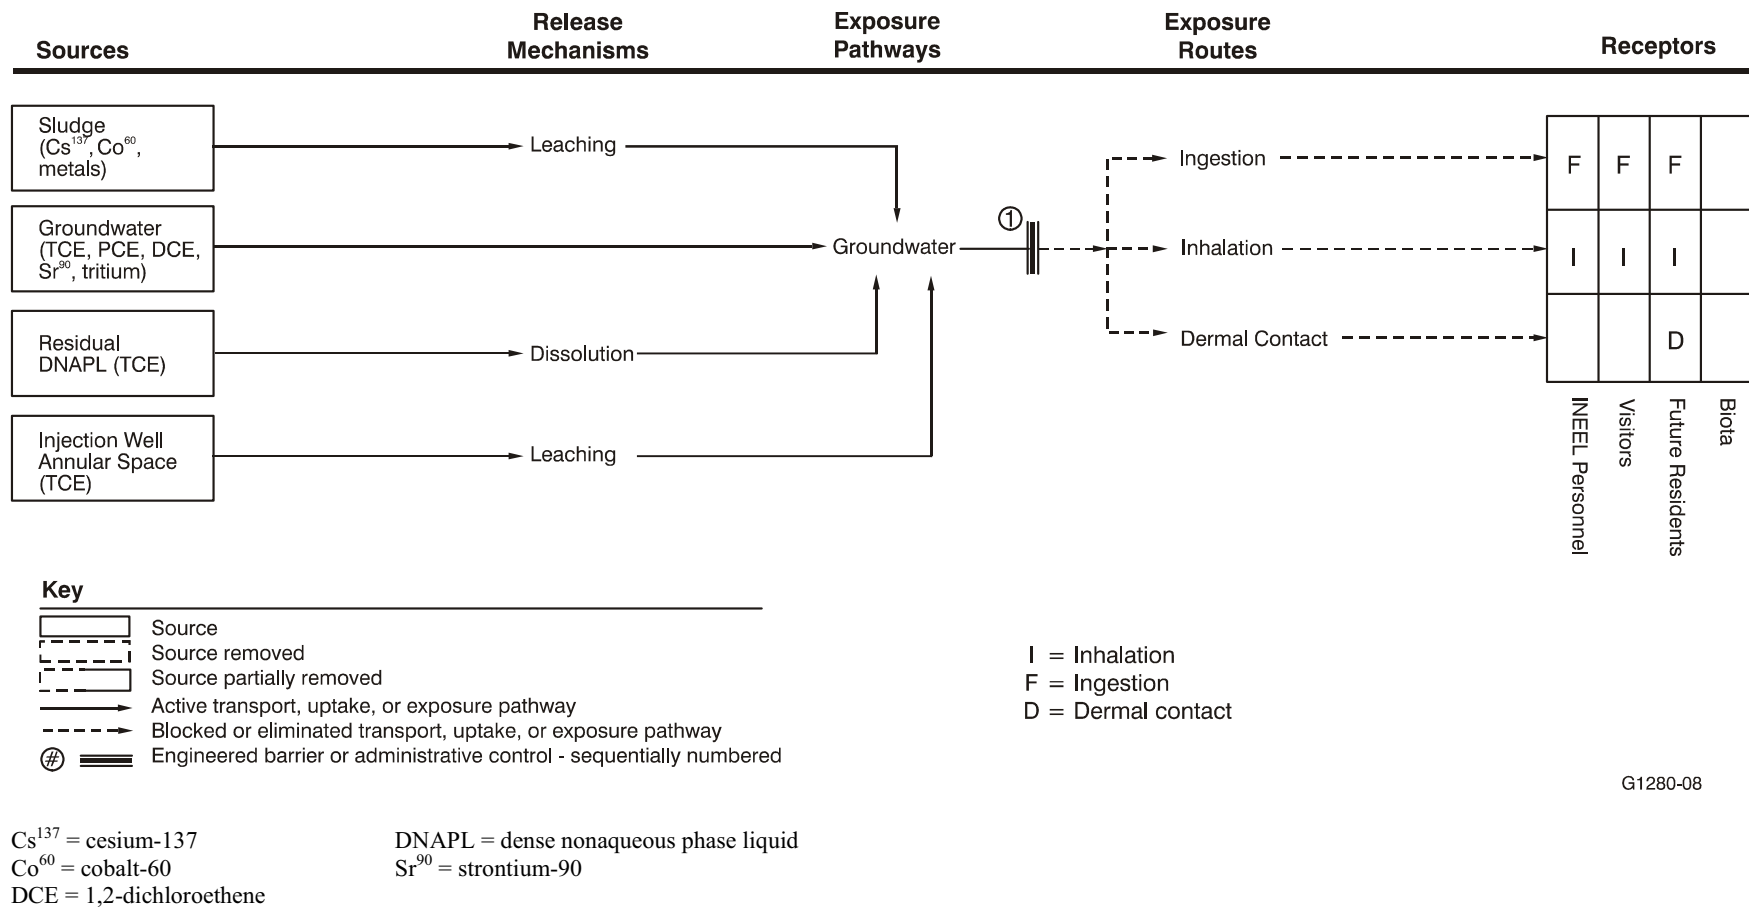 Sources
Release
Mechanisms
Exposure
Pathways
Exposure
Routes
Receptors
Sludge
(Cs¹³⁷, Co⁶⁰,
metals)
Leaching
Groundwater
(TCE, PCE, DCE,
Sr⁹⁰, tritium)
Residual
DNAPL (TCE)
Dissolution
Injection Well
Annular Space
(TCE)
Leaching
Groundwater
1
Ingestion
Inhalation
Dermal Contact
F F F
I I I
D
INEEL Personnel
Visitors
Future Residents
Biota
Key
Source
Source removed
Source partially removed
Active transport, uptake, or exposure pathway
Blocked or eliminated transport, uptake, or exposure pathway
# Engineered barrier or administrative control - sequentially numbered
I = Inhalation
F = Ingestion
D = Dermal contact
G1280-08
Cs¹³⁷ = cesium-137
Co⁶⁰ = cobalt-60
DCE = 1,2-dichloroethene
DNAPL = dense nonaqueous phase liquid
Sr⁹⁰ = strontium-90